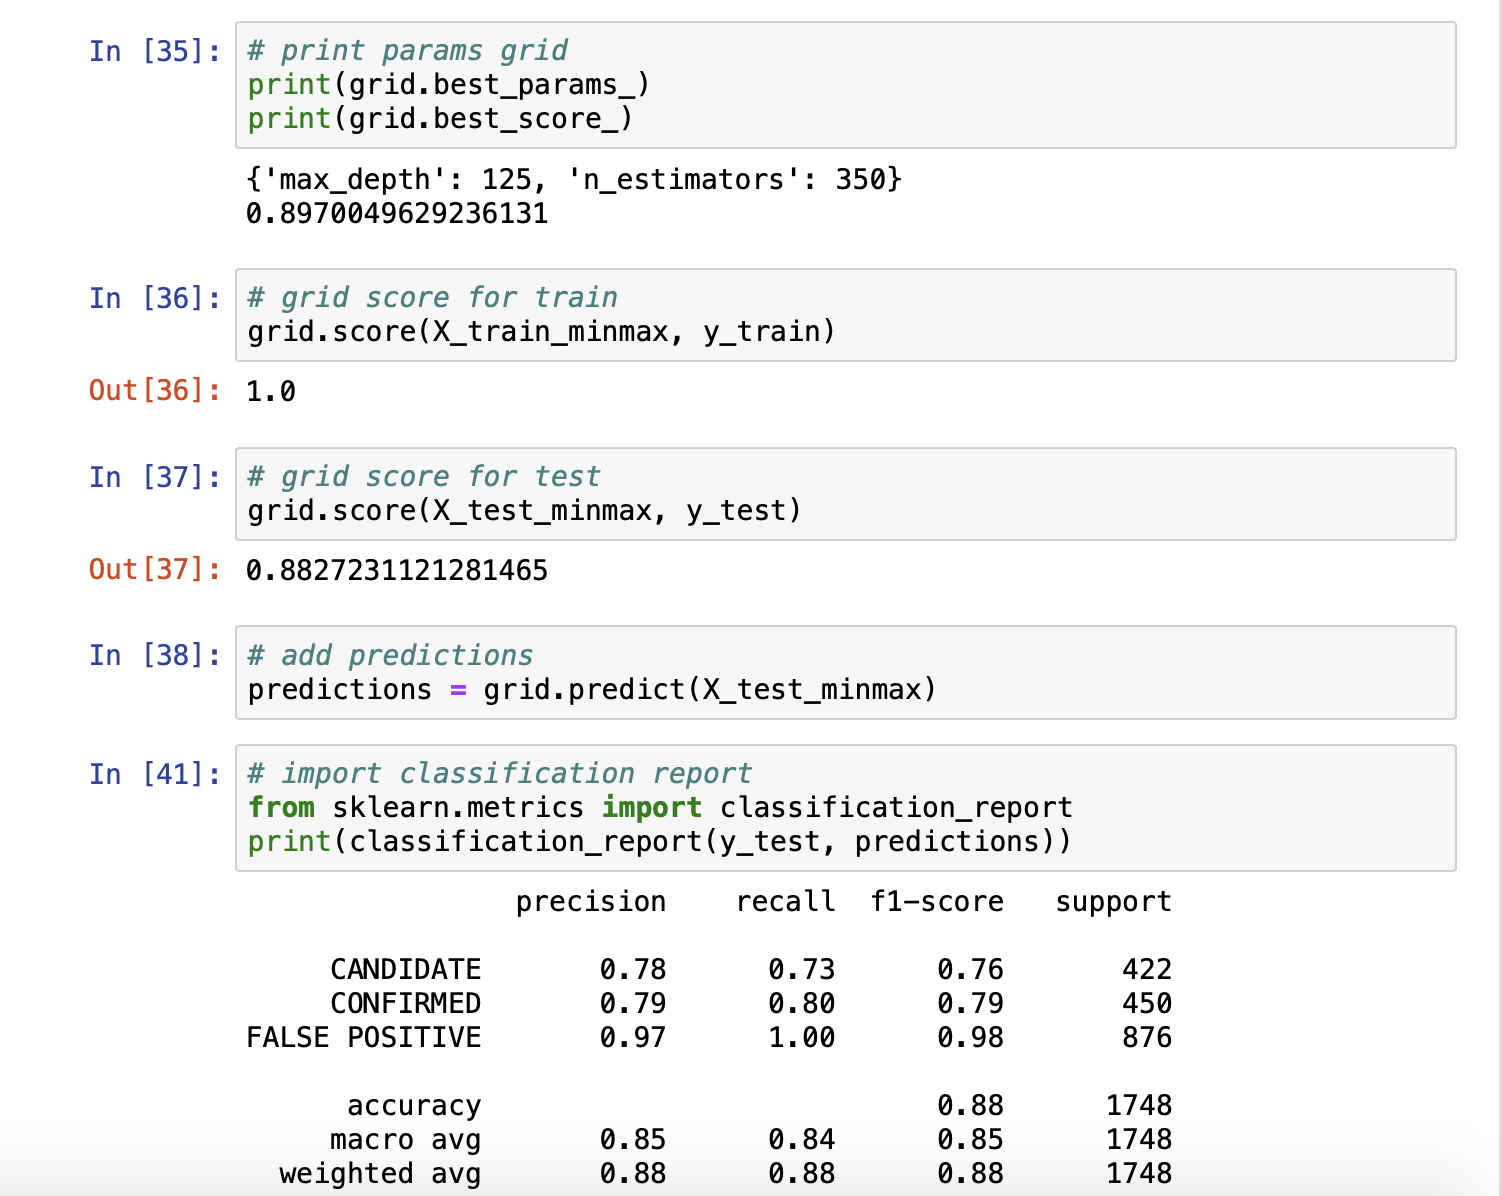 In [35]: # print params grid
print(grid.best_params_)
print(grid.best_score_)
{'max_depth': 125, 'n_estimators': 350}
0.8970049629236131
In [36]: # grid score for train
grid.score(X_train_minmax, y_train)
Out[36]: 1.0
In [37]: # grid score for test
grid.score(X_test_minmax, y_test)
Out[37]: 0.8827231121281465
In [38]: # add predictions
predictions = grid.predict(X_test_minmax)
In [41]: # import classification report
from sklearn.metrics import classification_report
print(classification_report(y_test, predictions))
precision recall f1-score support
CANDIDATE 0.78 0.73 0.76 422
CONFIRMED 0.79 0.80 0.79 450
FALSE POSITIVE 0.97 1.00 0.98 876
accuracy 0.88 1748
macro avg 0.85 0.84 0.85 1748
weighted avg 0.88 0.88 0.88 1748